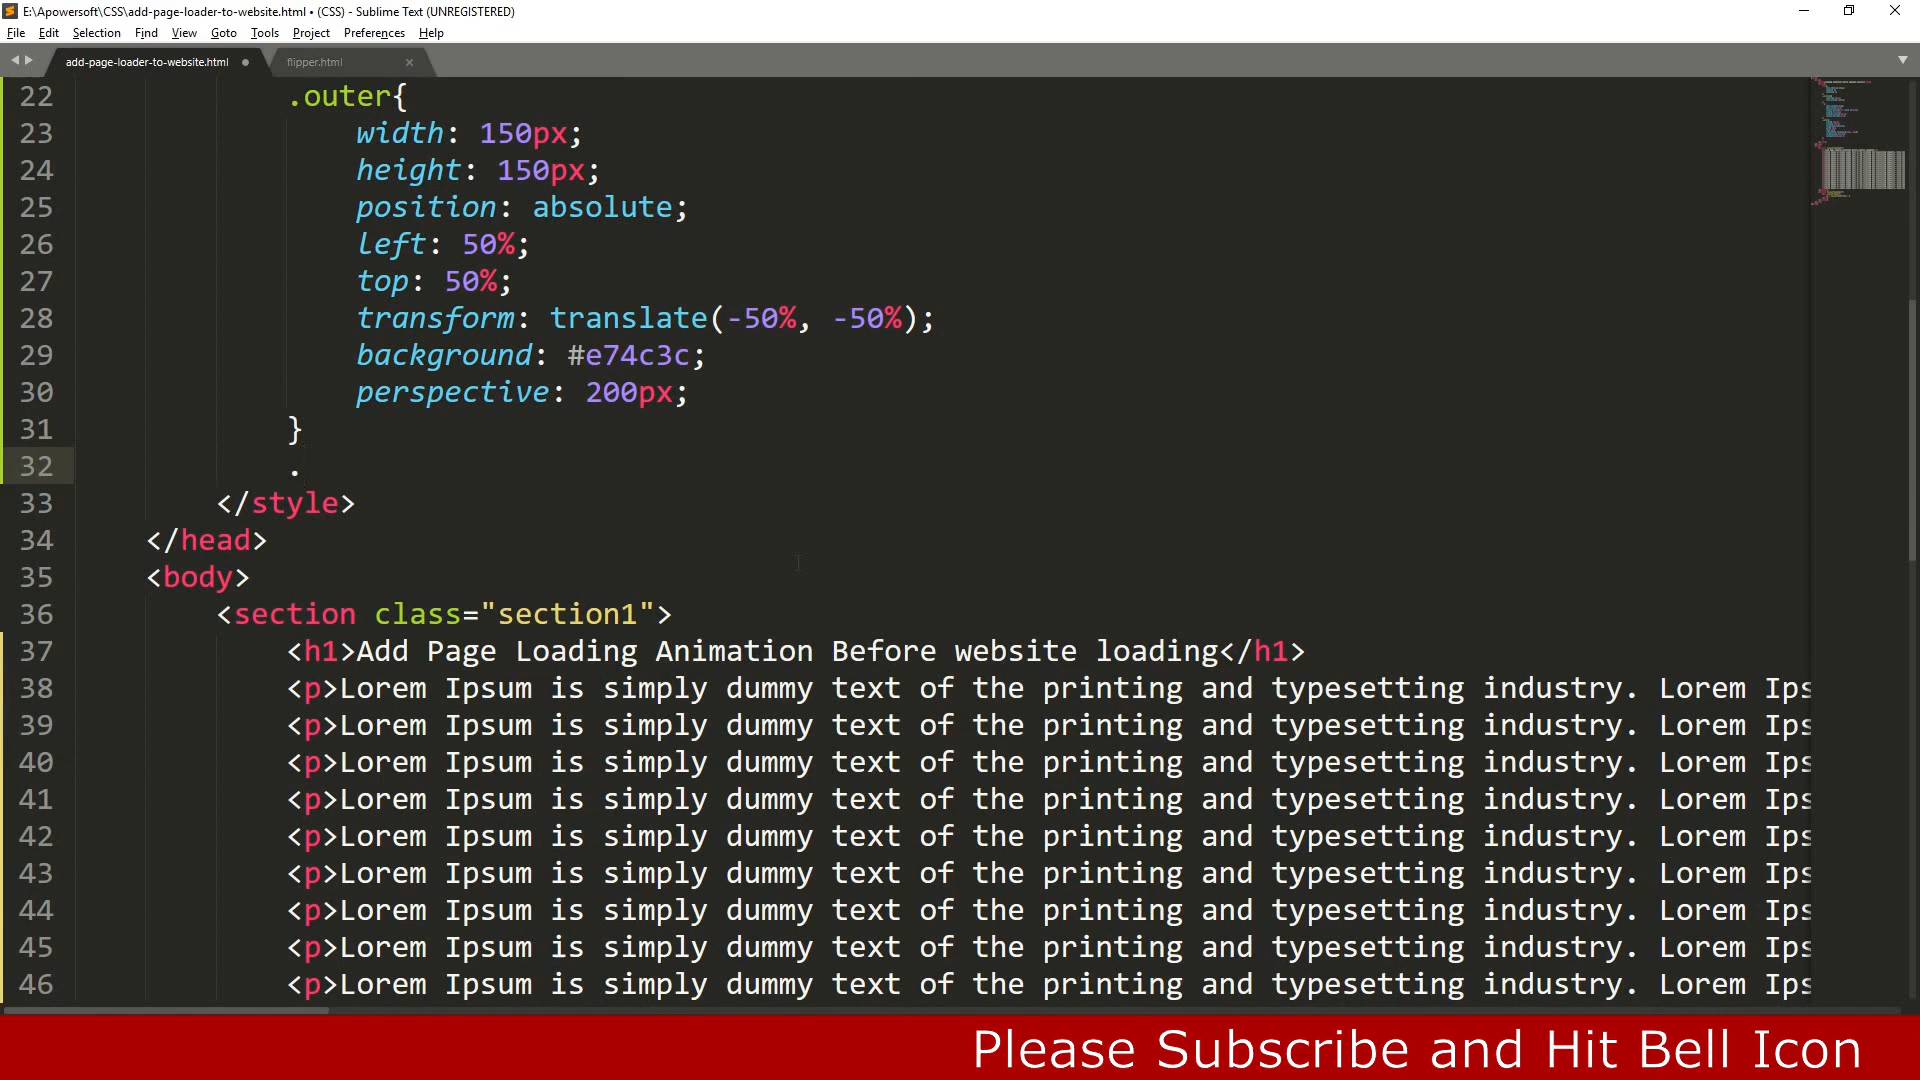 E:\Apowersoft\CSS\add-page-loader-to-website.html • (CSS) - Sublime Text (UNREGISTERED)
File Edit Selection Find View Goto Tools Project Preferences Help
add-page-loader-to-website.html flipper.html
22 .outer{
23 width: 150px;
24 height: 150px;
25 position: absolute;
26 left: 50%;
27 top: 50%;
28 transform: translate(-50%, -50%);
29 background: #e74c3c;
30 perspective: 200px;
31 }
32 .
33 </style>
34 </head>
35 <body>
36 <section class="section1">
37 <h1>Add Page Loading Animation Before website loading</h1>
38 <p>Lorem Ipsum is simply dummy text of the printing and typesetting industry. Lorem Ips
39 <p>Lorem Ipsum is simply dummy text of the printing and typesetting industry. Lorem Ips
40 <p>Lorem Ipsum is simply dummy text of the printing and typesetting industry. Lorem Ips
41 <p>Lorem Ipsum is simply dummy text of the printing and typesetting industry. Lorem Ips
42 <p>Lorem Ipsum is simply dummy text of the printing and typesetting industry. Lorem Ips
43 <p>Lorem Ipsum is simply dummy text of the printing and typesetting industry. Lorem Ips
44 <p>Lorem Ipsum is simply dummy text of the printing and typesetting industry. Lorem Ips
45 <p>Lorem Ipsum is simply dummy text of the printing and typesetting industry. Lorem Ips
46 <p>Lorem Ipsum is simply dummy text of the printing and typesetting industry. Lorem Ips
Please Subscribe and Hit Bell Icon